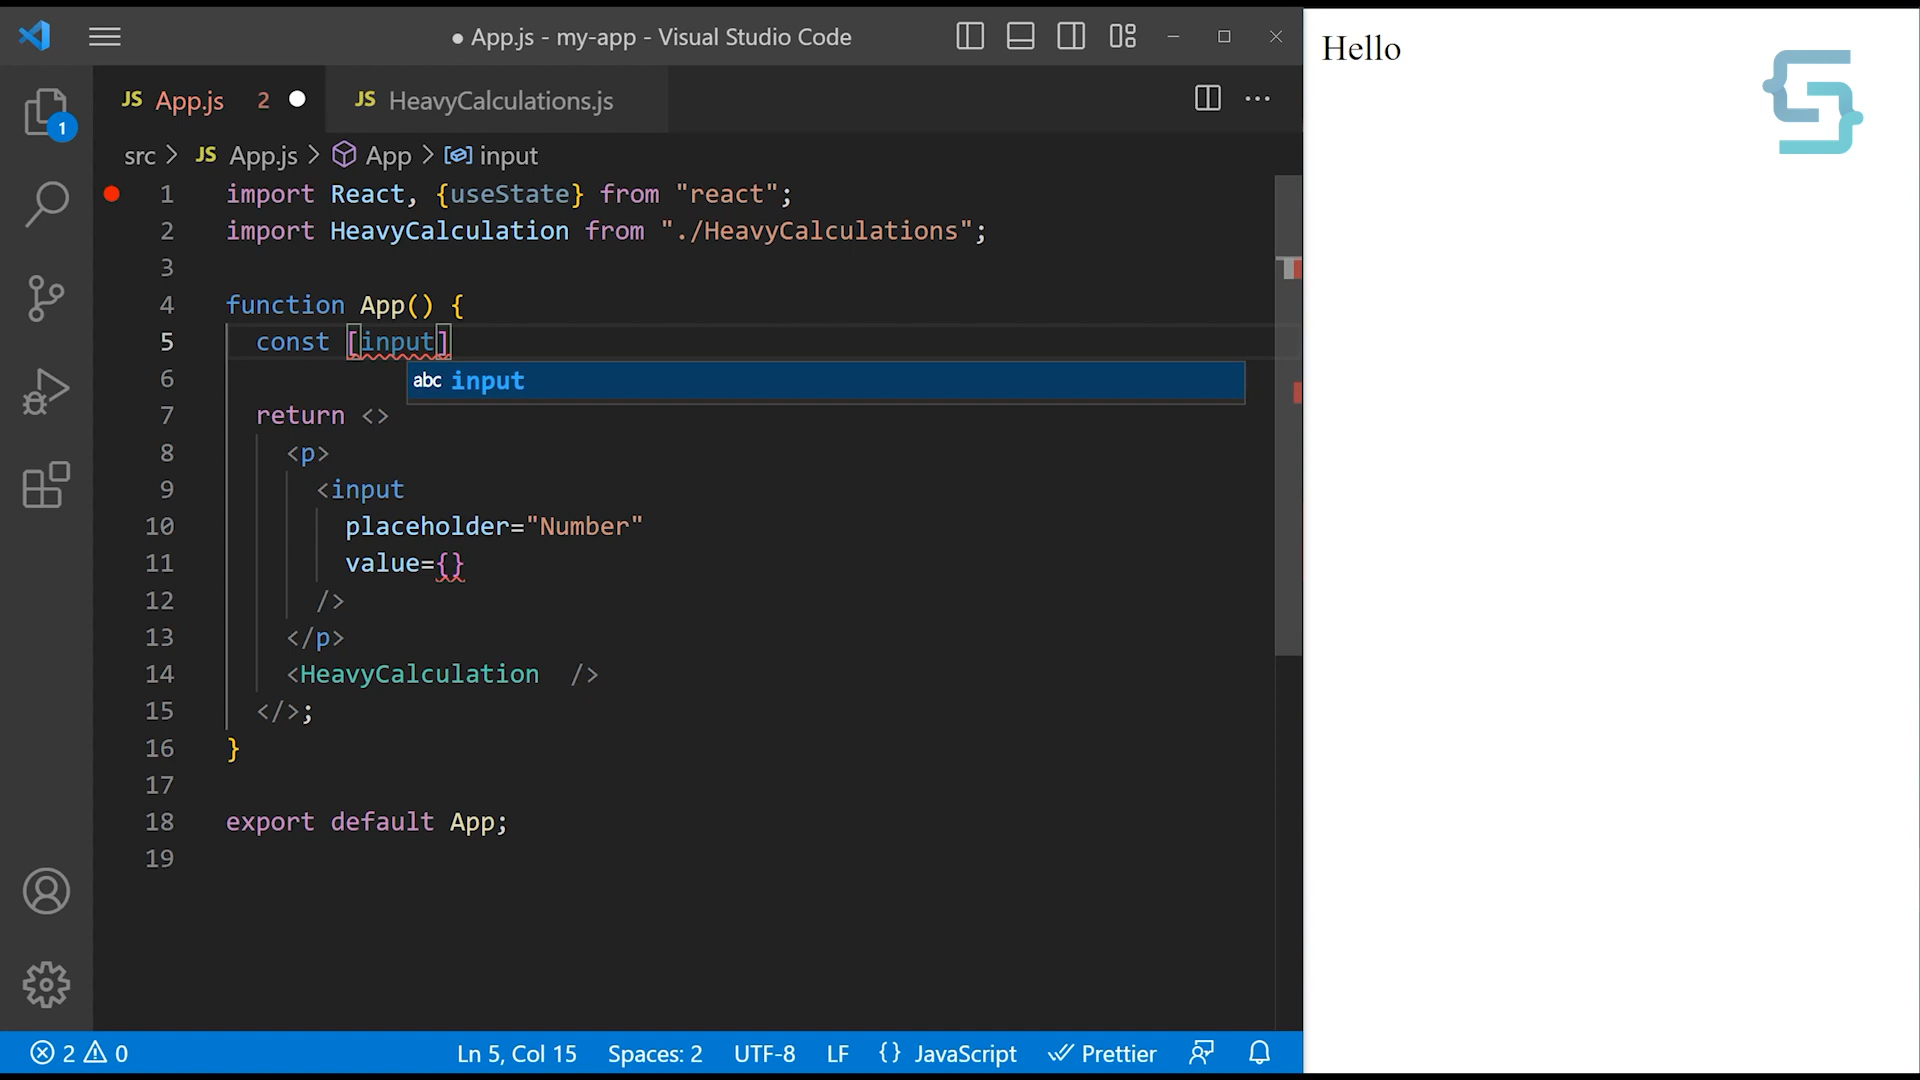 ● App.js - my-app - Visual Studio Code
JS App.js 2 ●
JS HeavyCalculations.js
src > JS App.js > App > input
1 import React, {useState} from "react";
2 import HeavyCalculation from "./HeavyCalculations";
3
4 function App() {
5 const [input]
abc input
6
7 return <>
8 <p>
9 <input
10 placeholder="Number"
11 value={}
12 />
13 </p>
14 <HeavyCalculation  />
15 </>;
16 }
17
18 export default App;
19
1
2 0
Ln 5, Col 15 Spaces: 2 UTF-8 LF {} JavaScript Prettier
Hello